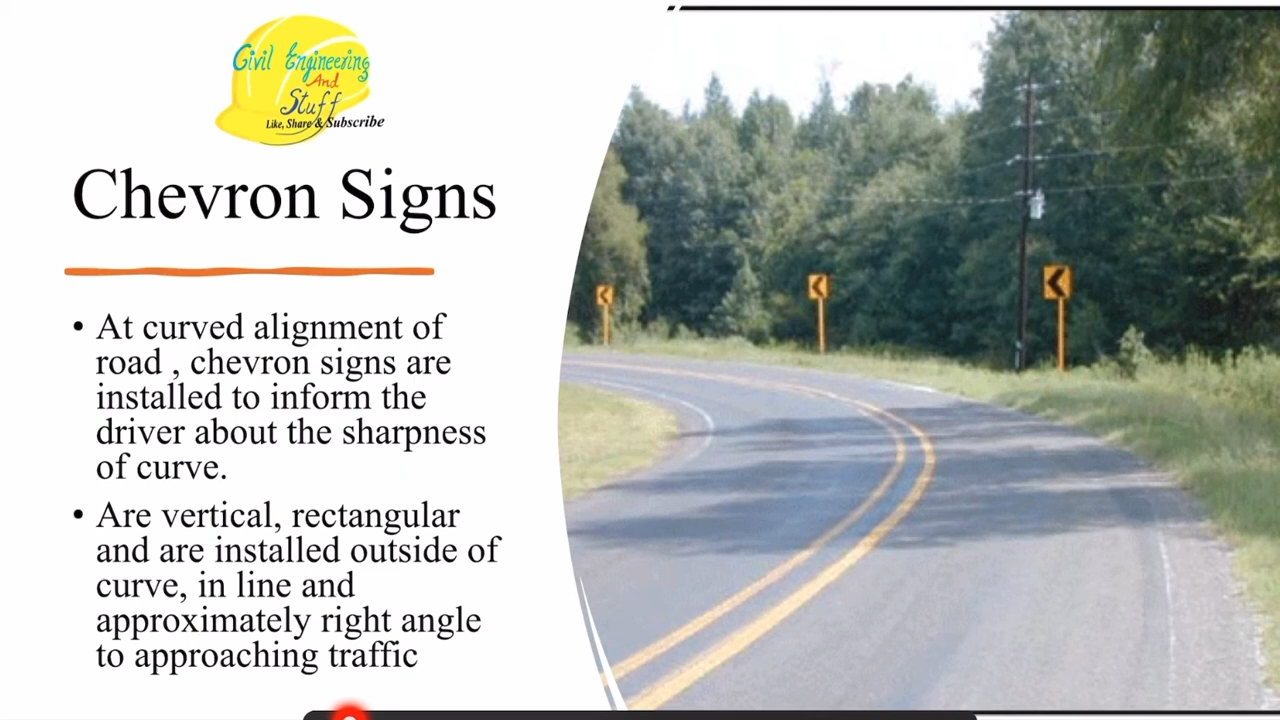 Civil Engineering
And
Stuff
Like, Share & Subscribe
Chevron Signs
• At curved alignment of
road , chevron signs are
installed to inform the
driver about the sharpness
of curve.
• Are vertical, rectangular
and are installed outside of
curve, in line and
approximately right angle
to approaching traffic